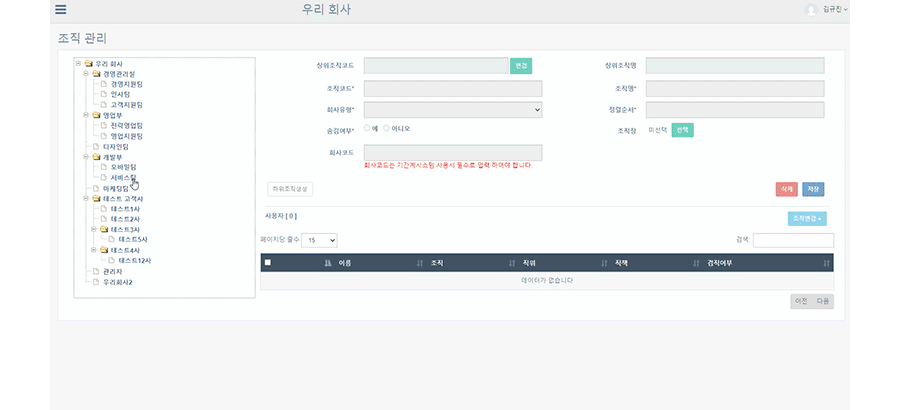 우리 회사
김규진
조직 관리
우리 회사
경영관리실
경영지원팀
인사팀
고객지원팀
영업부
전략영업팀
영업지원팀
디자인팀
개발부
모바일팀
서비스팀
마케팅팀
테스트 고객사
테스트1사
테스트2사
테스트3사
테스트5사
테스트4사
테스트12사
관리자
우리회사2
상위조직코드 변경 상위조직명
조직코드* 조직명*
회사유형* 정렬순서*
숨김여부* 예 아니오 조직장 미선택 선택
회사코드
회사코드는 기간계시스템 사용시 필수로 입력 하여야 합니다.
하위조직생성 삭제 저장
사용자 [ 0 ] 조직변경
페이지당 줄수 15 검색:
이름 조직 직위 직책 겸직여부
데이터가 없습니다
이전 다음